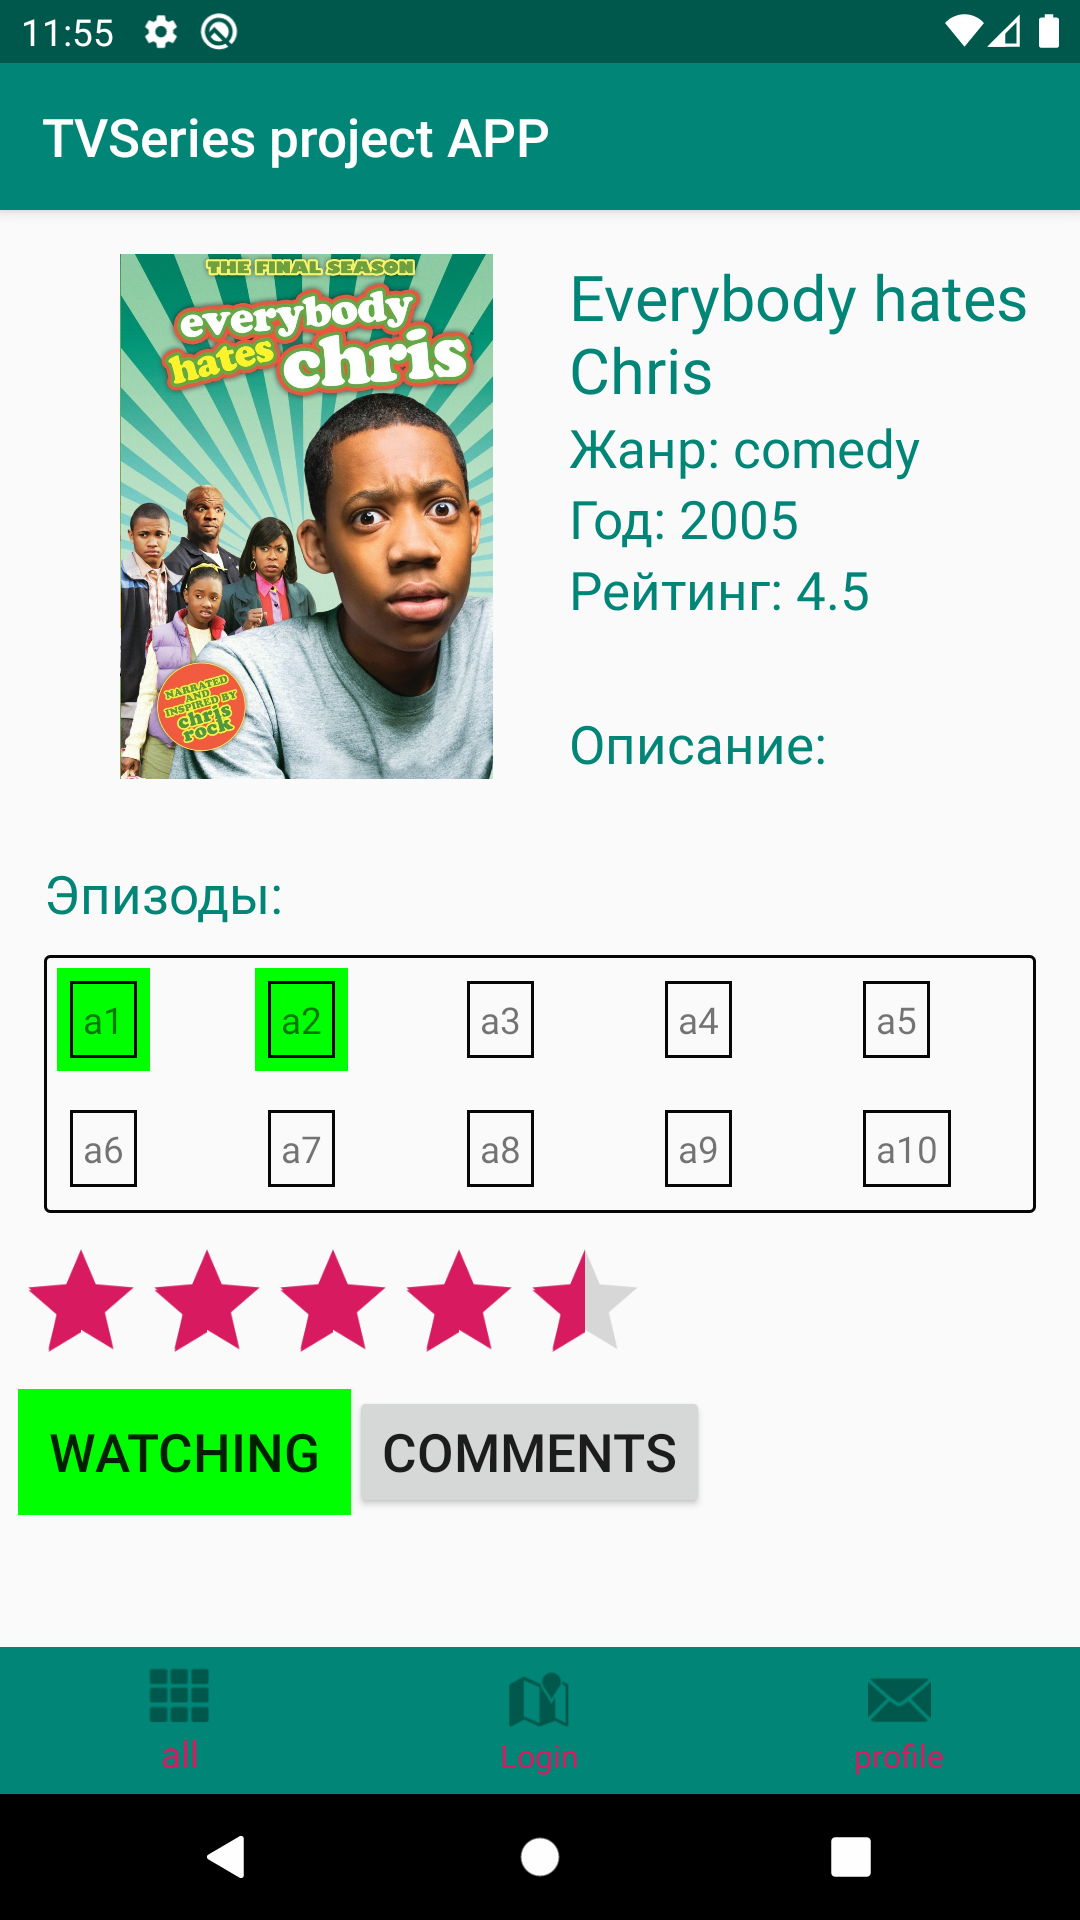 11:55
TVSeries project APP
THE FINAL SEASON
everybody
hates chris
NARRATED
AND
INSPIRED BY
chris
rock
Everybody hates
Chris
Жанр: comedy
Год: 2005
Рейтинг: 4.5
Описание:
Эпизоды:
a1 a2 a3 a4 a5
a6 a7 a8 a9 a10
WATCHING COMMENTS
all Login profile